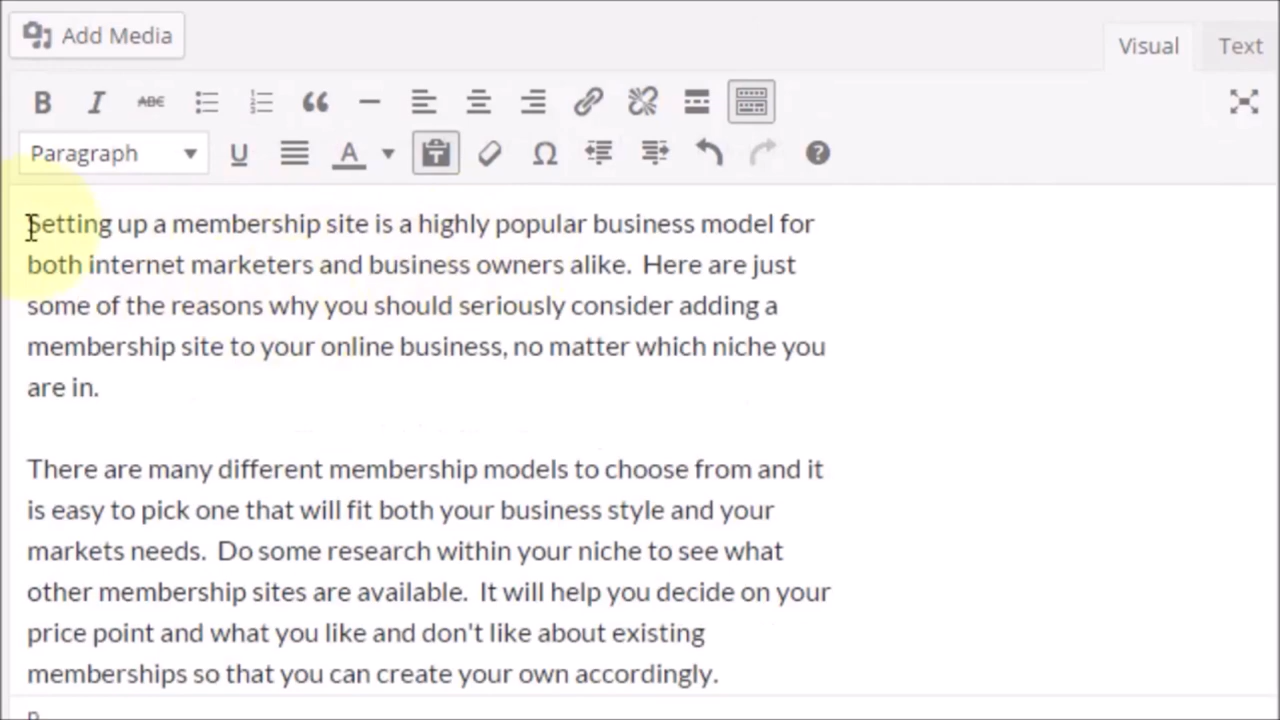 Add Media
Visual
Text
B I ABC
Paragraph
U A T Ω ?
Setting up a membership site is a highly popular business model for
both internet marketers and business owners alike.  Here are just
some of the reasons why you should seriously consider adding a
membership site to your online business, no matter which niche you
are in.
There are many different membership models to choose from and it
is easy to pick one that will fit both your business style and your
markets needs.  Do some research within your niche to see what
other membership sites are available.  It will help you decide on your
price point and what you like and don't like about existing
memberships so that you can create your own accordingly.